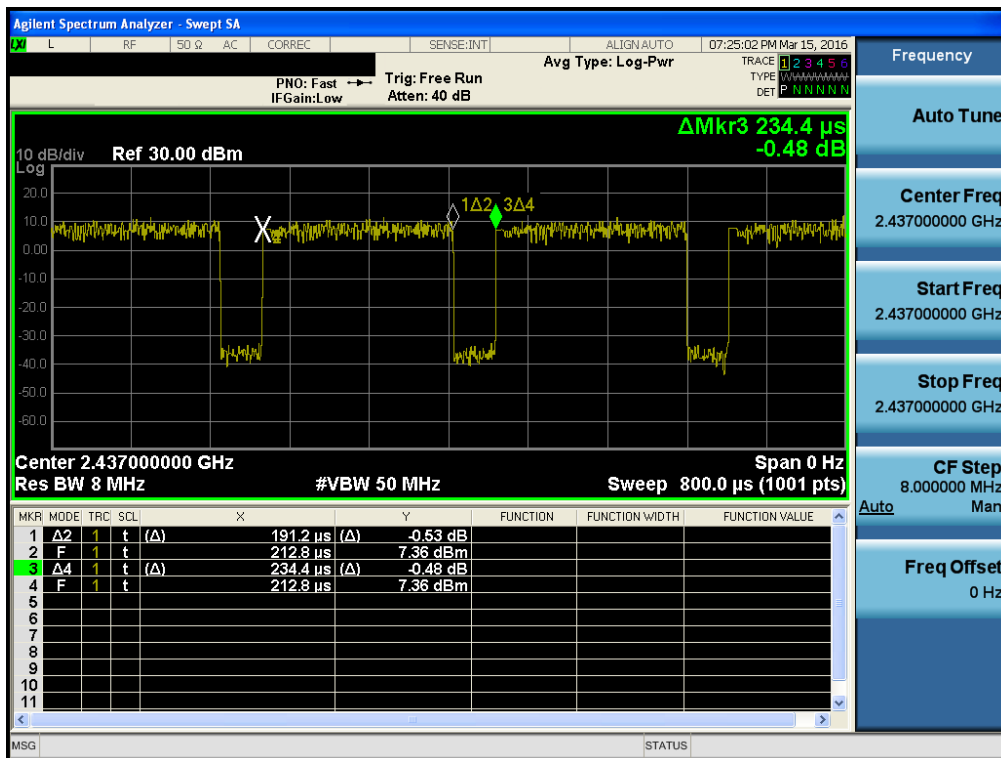 Agilent Spectrum Analyzer - Swept SA
LXI L RF 50 Ω AC CORREC SENSE:INT ALIGN AUTO 07:25:02 PM Mar 15, 2016
PNO: Fast
IFGain:Low
Trig: Free Run
Atten: 40 dB
Avg Type: Log-Pwr
TRACE 1 2 3 4 5 6
TYPE
DET P N N N N N
ΔMkr3 234.4 µs
-0.48 dB
10 dB/div Ref 30.00 dBm
Log
20.0
10.0
0.00
-10.0
-20.0
-30.0
-40.0
-50.0
-60.0
X
1Δ2 3Δ4
Center 2.437000000 GHz Span 0 Hz
Res BW 8 MHz #VBW 50 MHz Sweep 800.0 µs (1001 pts)
MKR MODE TRC SCL X Y FUNCTION FUNCTION WIDTH FUNCTION VALUE
1 Δ2 1 t (Δ) 191.2 µs (Δ) -0.53 dB
2 F 1 t 212.8 µs 7.36 dBm
3 Δ4 1 t (Δ) 234.4 µs (Δ) -0.48 dB
4 F 1 t 212.8 µs 7.36 dBm
5
6
7
8
9
10
11
MSG STATUS
Frequency
Auto Tune
Center Freq
2.437000000 GHz
Start Freq
2.437000000 GHz
Stop Freq
2.437000000 GHz
CF Step
8.000000 MHz
Auto Man
Freq Offset
0 Hz